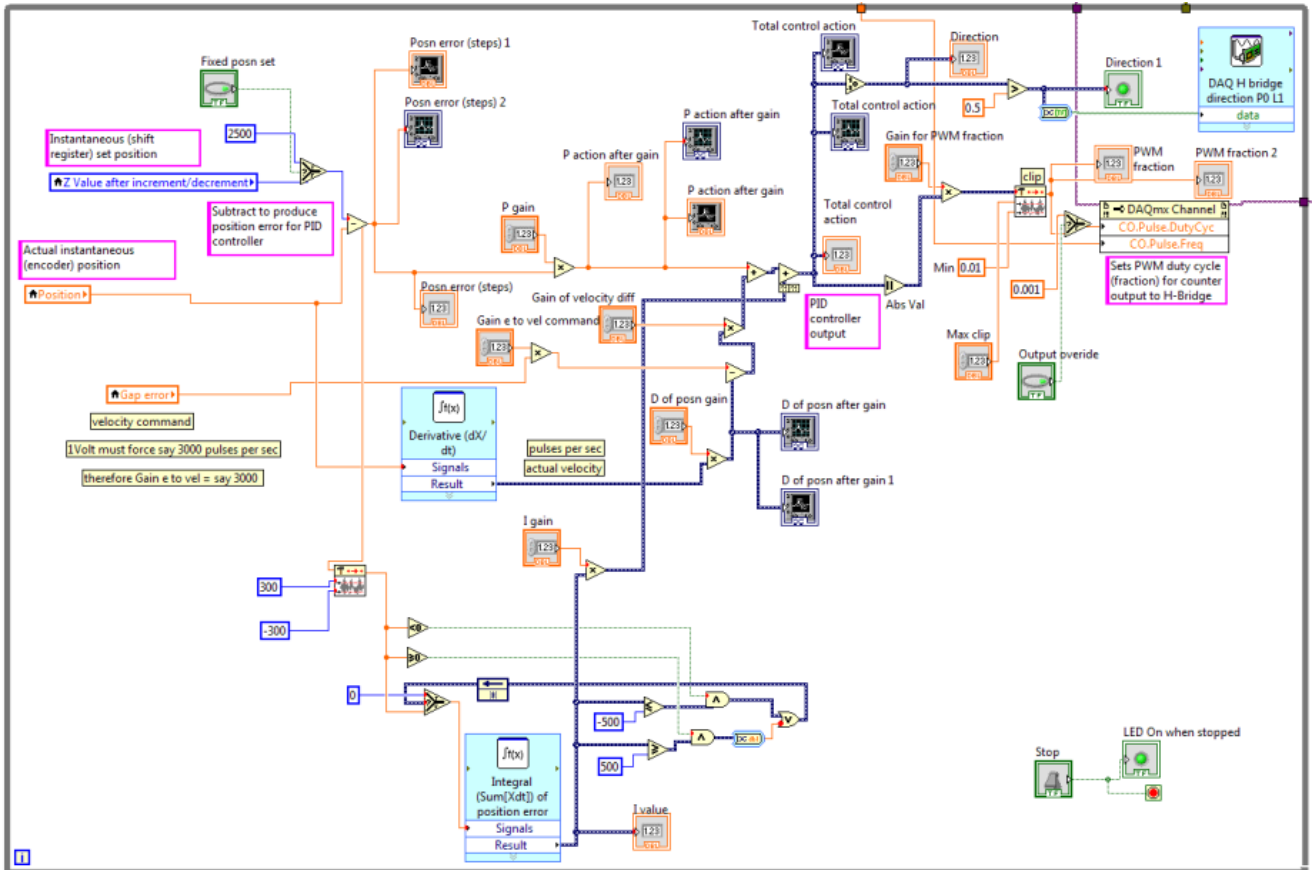 Total control action
Posn error (steps) 1
Direction
Fixed posn set
Direction 1
DAQ H bridge
direction P0 L1
data
0.5
Posn error (steps) 2
Total control action
P action after gain
2500
Instantaneous (shift
register) set position
Gain for PWM fraction
P action after gain
PWM
fraction
PWM fraction 2
clip
Z Value after increment/decrement
P action after gain
P gain
Subtract to produce
position error for PID
controller
Total control
action
DAQmx Channel
CO.Pulse.DutyCyc
CO.Pulse.Freq
Actual instantaneous
(encoder) position
Min
0.01
0.001
Sets PWM duty cycle
(fraction) for counter
output to H-Bridge
Position
Posn error (steps)
Gain of velocity diff
PID
controller
output
Abs Val
Gain e to vel command
Max clip
Output overide
Gap error
velocity command
1Volt must force say 3000 pulses per sec
therefore Gain e to vel = say 3000
Derivative (dX/
dt)
Signals
Result
pulses per sec
actual velocity
D of posn gain
D of posn after gain
D of posn after gain 1
I gain
300
-300
<0
≥0
0
-500
500
Integral
(Sum[Xdt]) of
position error
Signals
Result
I value
Stop
LED On when stopped
i